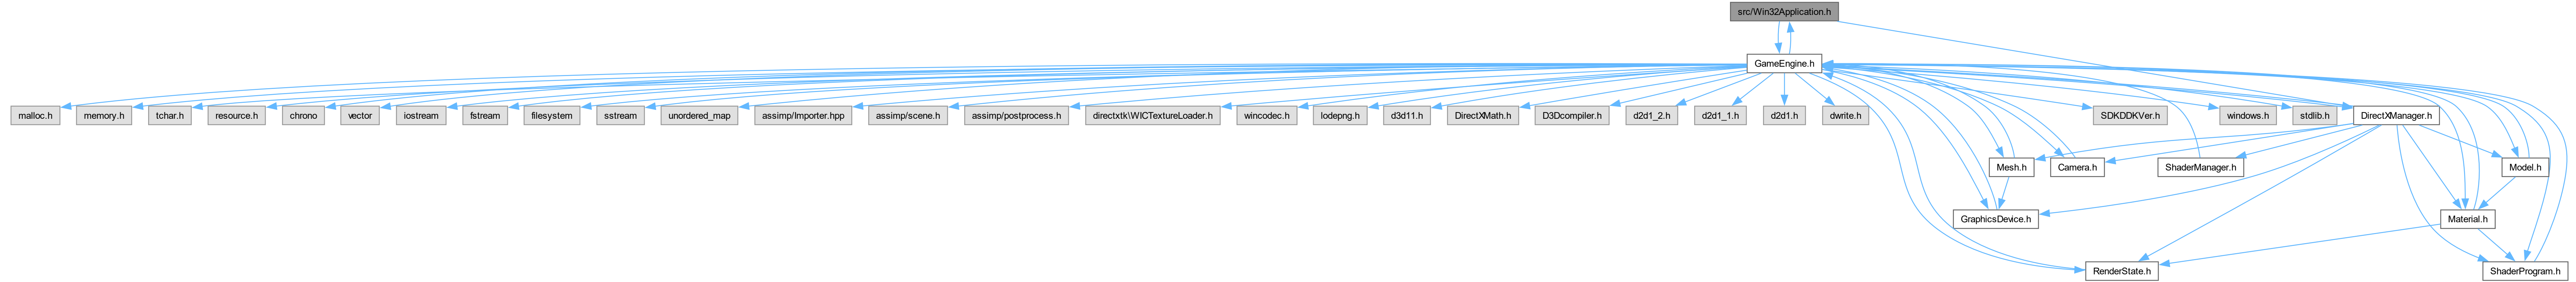 src/Win32Application.h
GameEngine.h
malloc.h
memory.h
tchar.h
resource.h
chrono
vector
iostream
fstream
filesystem
sstream
unordered_map
assimp/Importer.hpp
assimp/scene.h
assimp/postprocess.h
directxtk\WICTextureLoader.h
wincodec.h
lodepng.h
d3d11.h
DirectXMath.h
D3Dcompiler.h
d2d1_2.h
d2d1_1.h
d2d1.h
dwrite.h
SDKDDKVer.h
windows.h
stdlib.h
DirectXManager.h
Mesh.h
Camera.h
ShaderManager.h
Model.h
GraphicsDevice.h
Material.h
RenderState.h
ShaderProgram.h